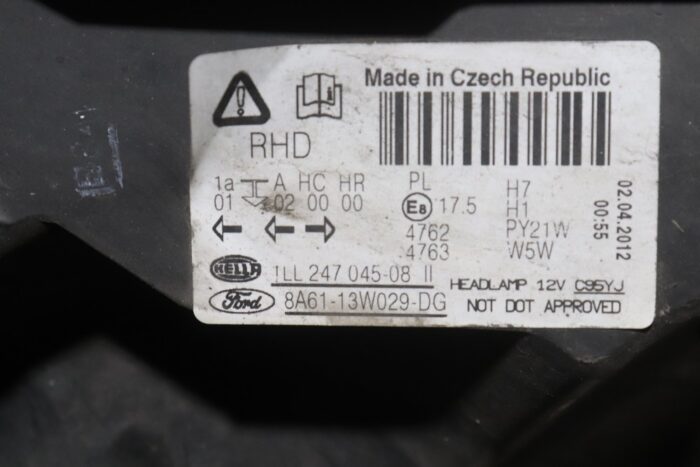 Made in Czech Republic
RHD
1a A HC HR PL H7
01 02 00 00 E8 17.5 H1
4762 PY21W
4763 W5W
02.04.2012
00:55
HELLA 1LL 247 045-08 II
HEADLAMP 12V C95YJ
Ford 8A61-13W029-DG
NOT DOT APPROVED